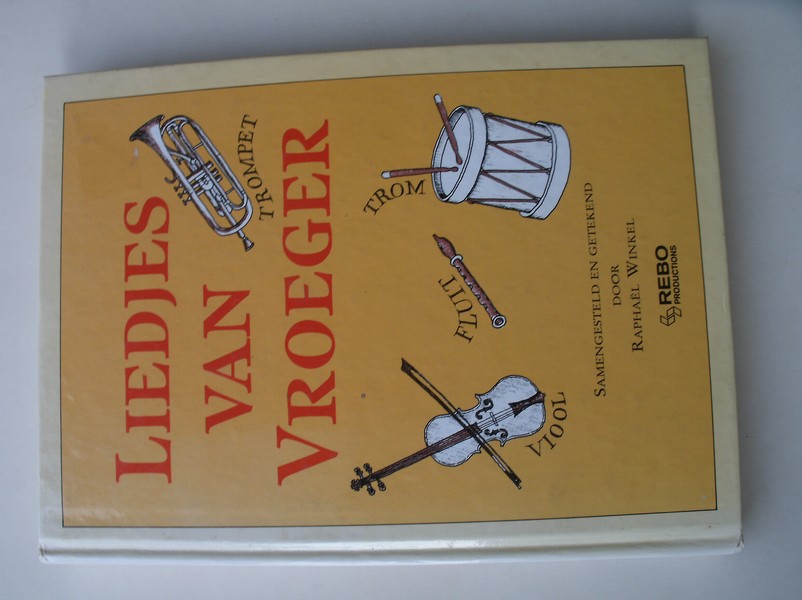 LIEDJES
VAN
VROEGER
TROMPET
TROM
FLUIT
VIOOL
SAMENGESTELD EN GETEKEND
DOOR
RAPHAËL WINKEL
REBO
PRODUCTIONS